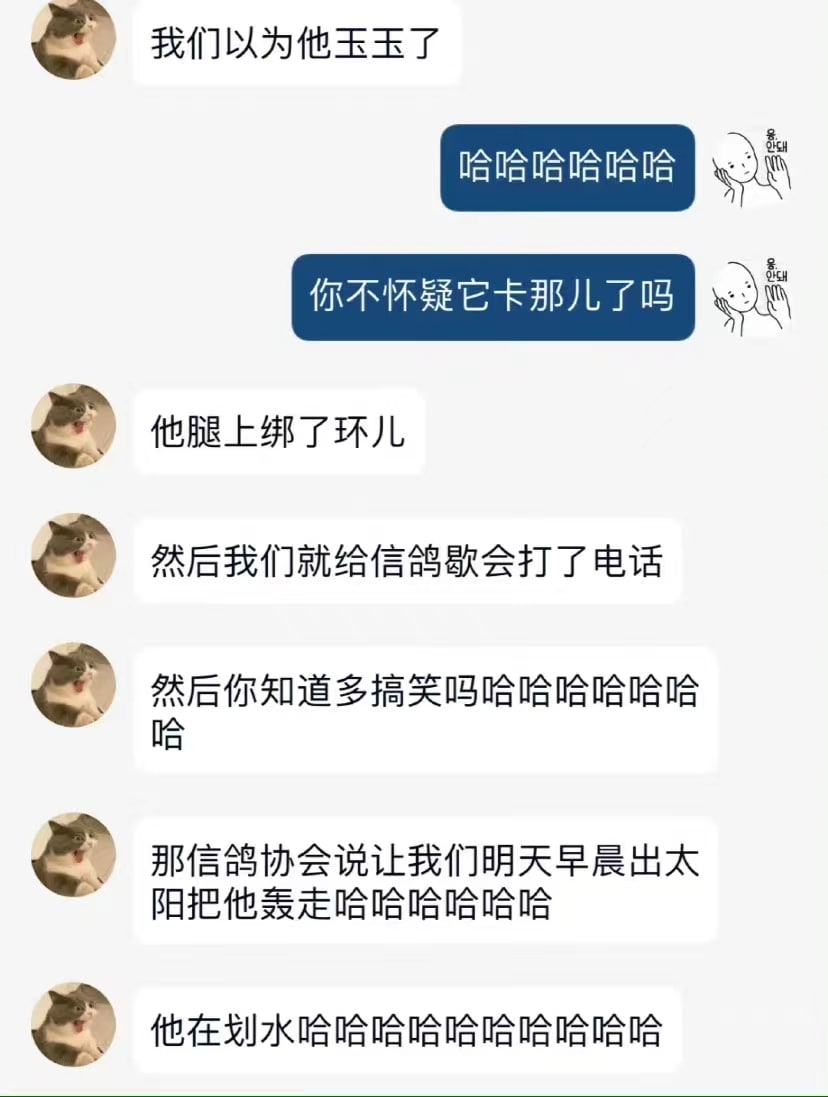 我们以为他玉玉了
哈哈哈哈哈哈
응.
안돼
你不怀疑它卡那儿了吗
응.
안돼
他腿上绑了环儿
然后我们就给信鸽歇会打了电话
然后你知道多搞笑吗哈哈哈哈哈哈
哈
那信鸽协会说让我们明天早晨出太
阳把他轰走哈哈哈哈哈哈
他在划水哈哈哈哈哈哈哈哈哈哈